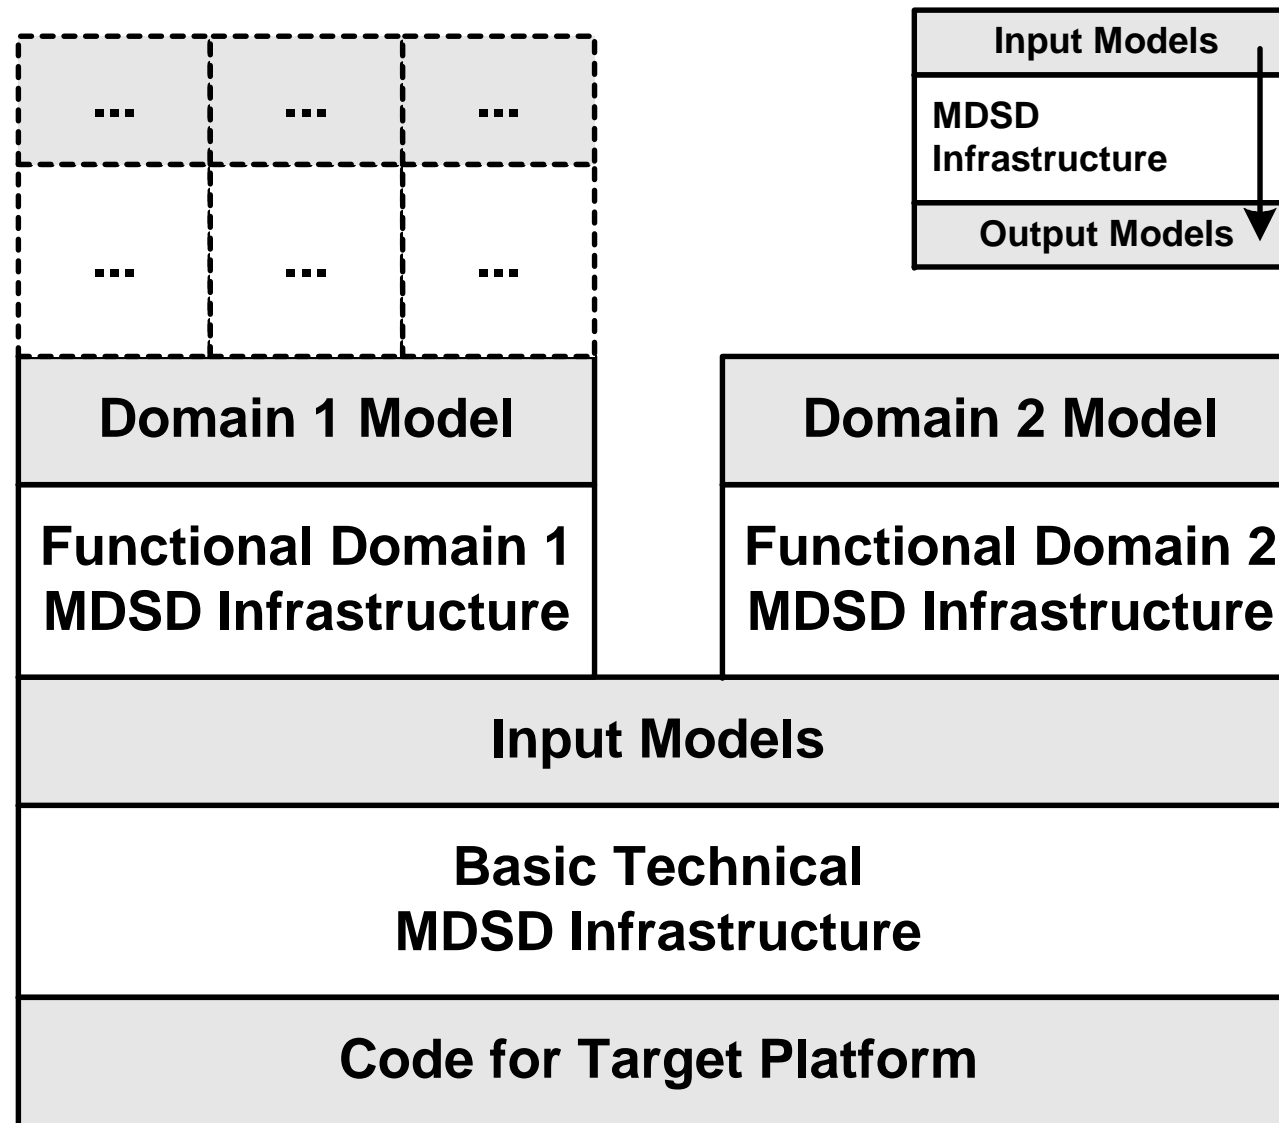 ... ... ...
... ... ...
Input Models
MDSD
Infrastructure
Output Models
Domain 1 Model
Domain 2 Model
Functional Domain 1
MDSD Infrastructure
Functional Domain 2
MDSD Infrastructure
Input Models
Basic Technical
MDSD Infrastructure
Code for Target Platform